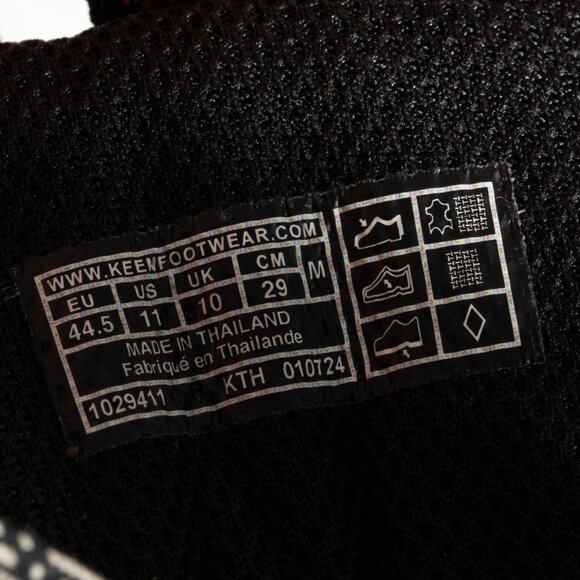 WWW.KEENFOOTWEAR.COM
EU US UK CM M
44.5 11 10 29
MADE IN THAILAND
Fabriqué en Thaïlande
1029411 KTH 010724